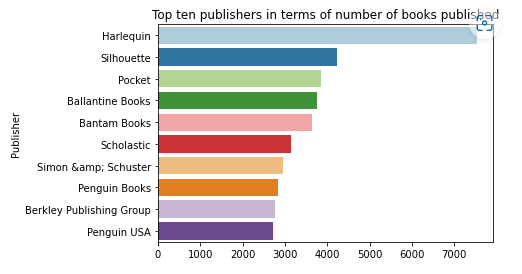 Top ten publishers in terms of number of books published
Harlequin
Silhouette
Pocket
Ballantine Books
Bantam Books
Scholastic
Simon &amp; Schuster
Penguin Books
Berkley Publishing Group
Penguin USA
Publisher
0 1000 2000 3000 4000 5000 6000 7000